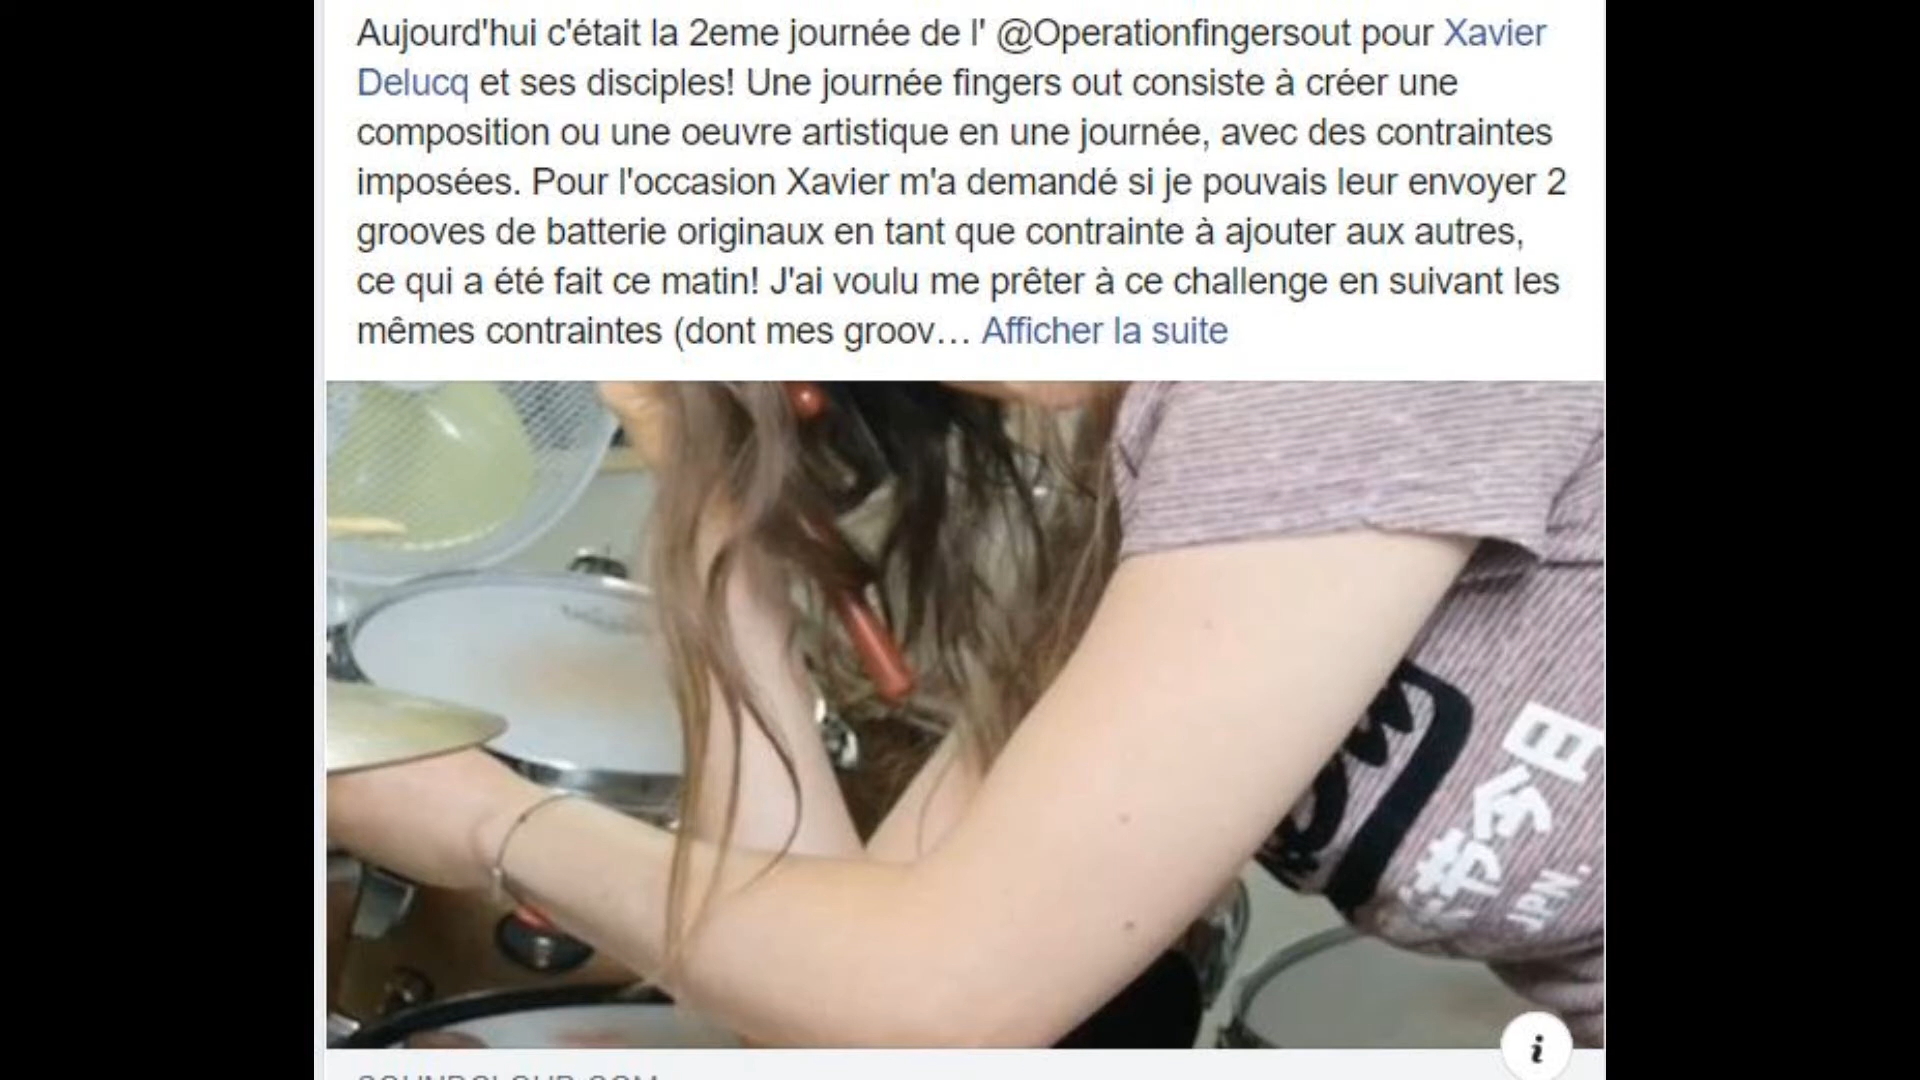 Aujourd'hui c'était la 2eme journée de l' @Operationfingersout pour Xavier
Delucq et ses disciples! Une journée fingers out consiste à créer une
composition ou une oeuvre artistique en une journée, avec des contraintes
imposées. Pour l'occasion Xavier m'a demandé si je pouvais leur envoyer 2
grooves de batterie originaux en tant que contrainte à ajouter aux autres,
ce qui a été fait ce matin! J'ai voulu me prêter à ce challenge en suivant les
mêmes contraintes (dont mes groov… Afficher la suite
今日
JPN.
i
SOUNDCLOUD.COM